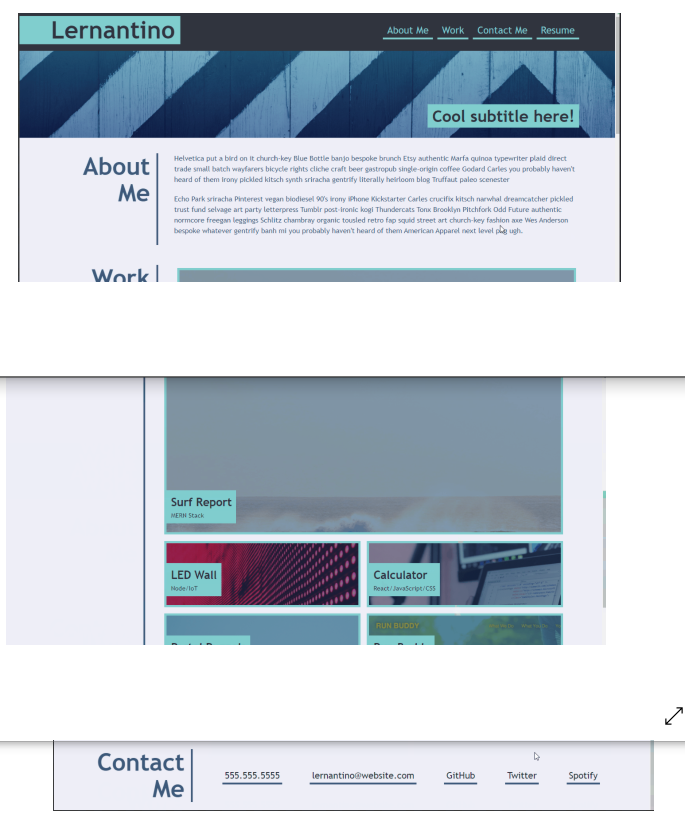 Lernantino
About Me Work Contact Me Resume
Cool subtitle here!
About
Me
Helvetica put a bird on it church-key Blue Bottle banjo bespoke brunch Etsy authentic Marfa quinoa typewriter plaid direct
trade small batch wayfarers bicycle rights cliche craft beer gastropub single-origin coffee Godard Carles you probably haven't
heard of them irony pickled kitsch synth sriracha gentrify literally heirloom blog Truffaut paleo scenester
Echo Park sriracha Pinterest vegan biodiesel 90's irony iPhone Kickstarter Carles crucifix kitsch narwhal dreamcatcher pickled
trust fund selvage art party letterpress Tumblr post-ironic kogi Thundercats Tonx Brooklyn Pitchfork Odd Future authentic
normcore freegan leggings Schlitz chambray organic tousled retro fap squid street art church-key fashion axe Wes Anderson
bespoke whatever gentrify banh mi you probably haven't heard of them American Apparel next level pug ugh.
Work
Surf Report
MERN Stack
LED Wall
Node/IoT
Calculator
React/JavaScript/CSS
RUN BUDDY
Contact
Me
555.555.5555 lernantino@website.com GitHub Twitter Spotify